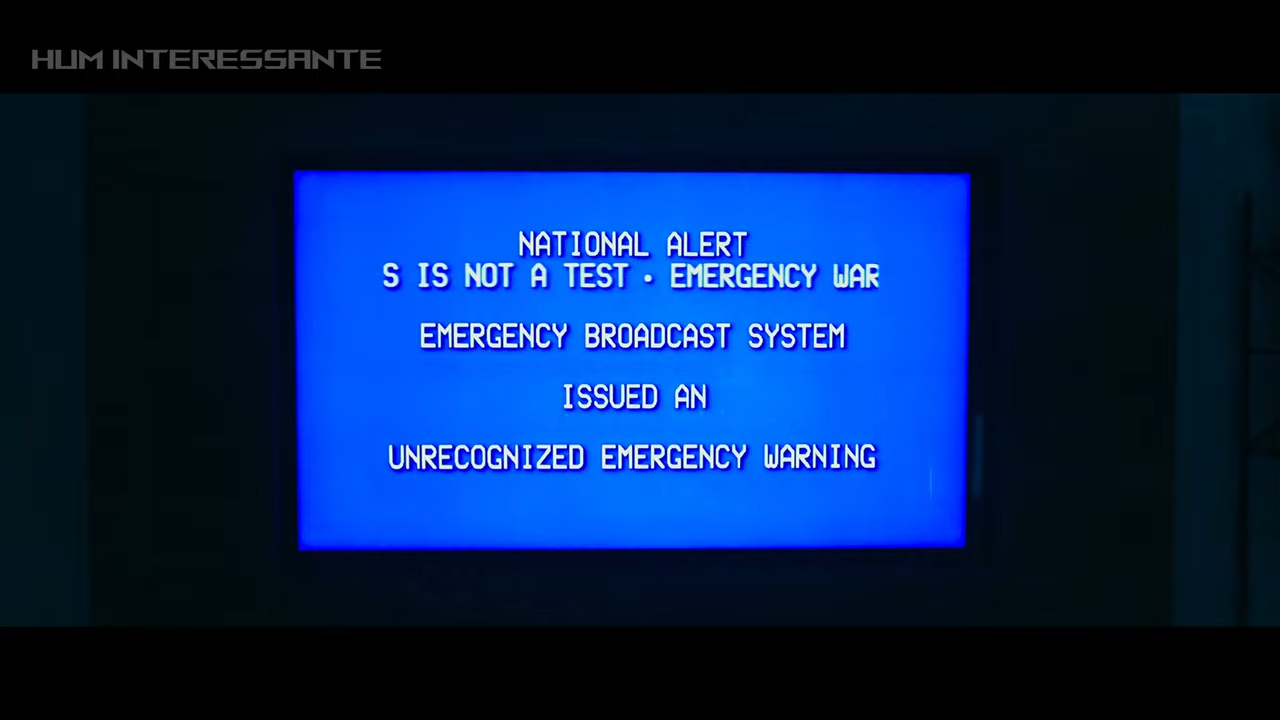 HUM INTERESSANTE
NATIONAL ALERT
S IS NOT A TEST · EMERGENCY WAR
EMERGENCY BROADCAST SYSTEM
ISSUED AN
UNRECOGNIZED EMERGENCY WARNING